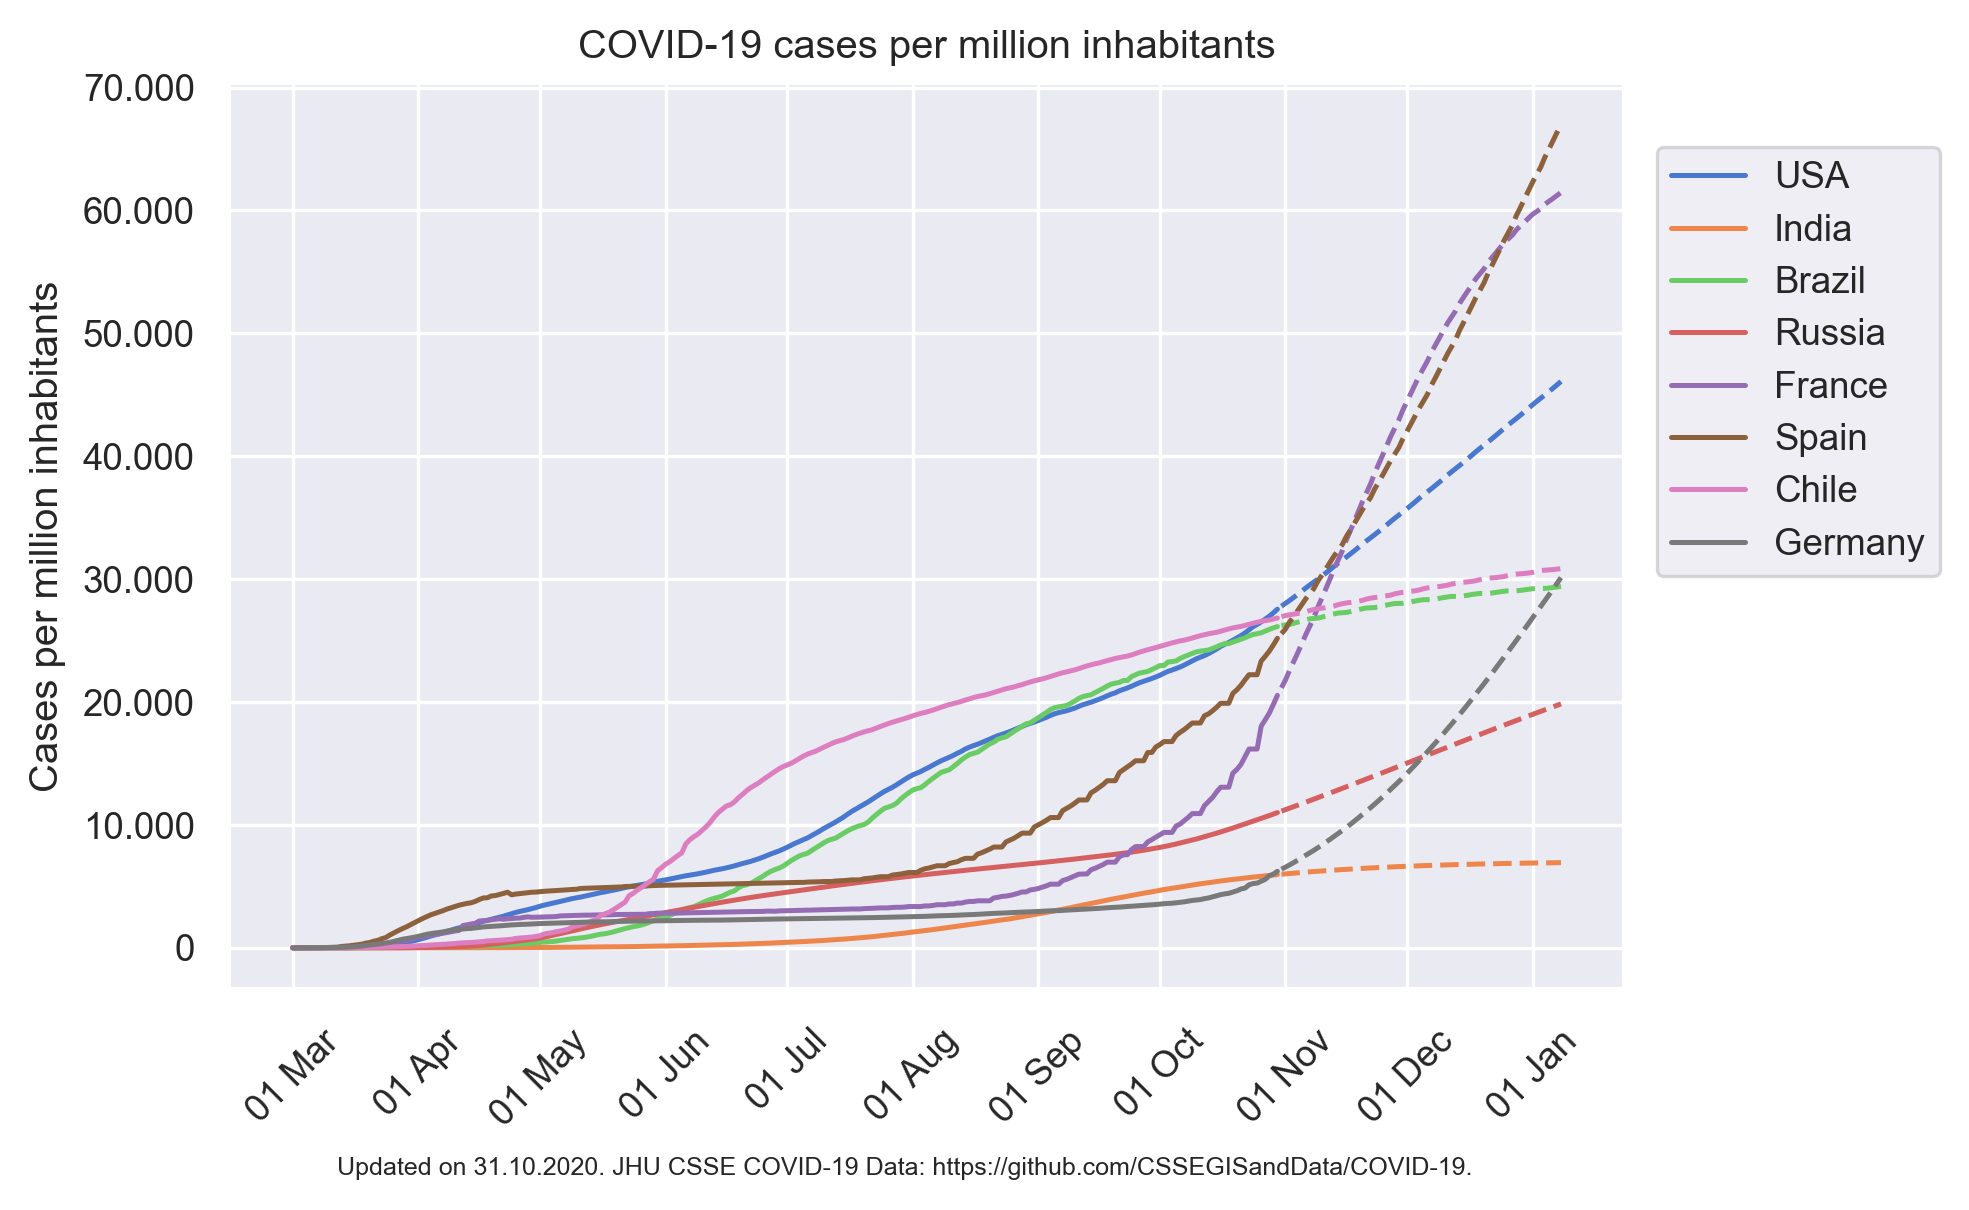 COVID-19 cases per million inhabitants
70.000
60.000
50.000
40.000
30.000
20.000
10.000
0
Cases per million inhabitants
01 Mar
01 Apr
01 May
01 Jun
01 Jul
01 Aug
01 Sep
01 Oct
01 Nov
01 Dec
01 Jan
USA
India
Brazil
Russia
France
Spain
Chile
Germany
Updated on 31.10.2020. JHU CSSE COVID-19 Data: https://github.com/CSSEGISandData/COVID-19.